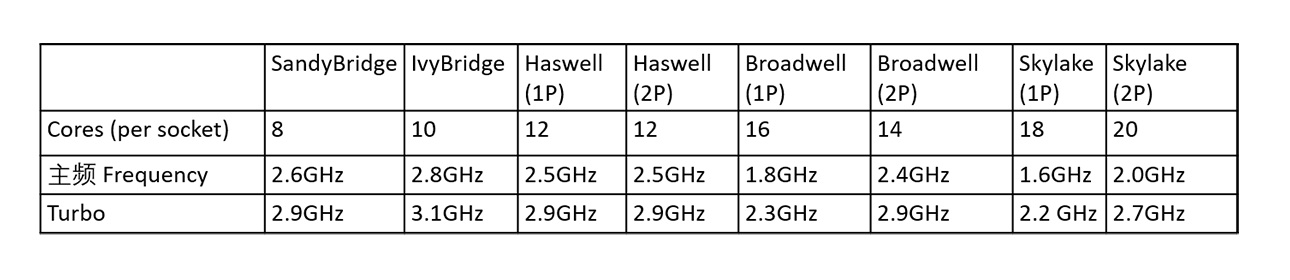 SandyBridge IvyBridge Haswell (1P) Haswell (2P) Broadwell (1P) Broadwell (2P) Skylake (1P) Skylake (2P)
Cores (per socket) 8 10 12 12 16 14 18 20
主频 Frequency 2.6GHz 2.8GHz 2.5GHz 2.5GHz 1.8GHz 2.4GHz 1.6GHz 2.0GHz
Turbo 2.9GHz 3.1GHz 2.9GHz 2.9GHz 2.3GHz 2.9GHz 2.2 GHz 2.7GHz